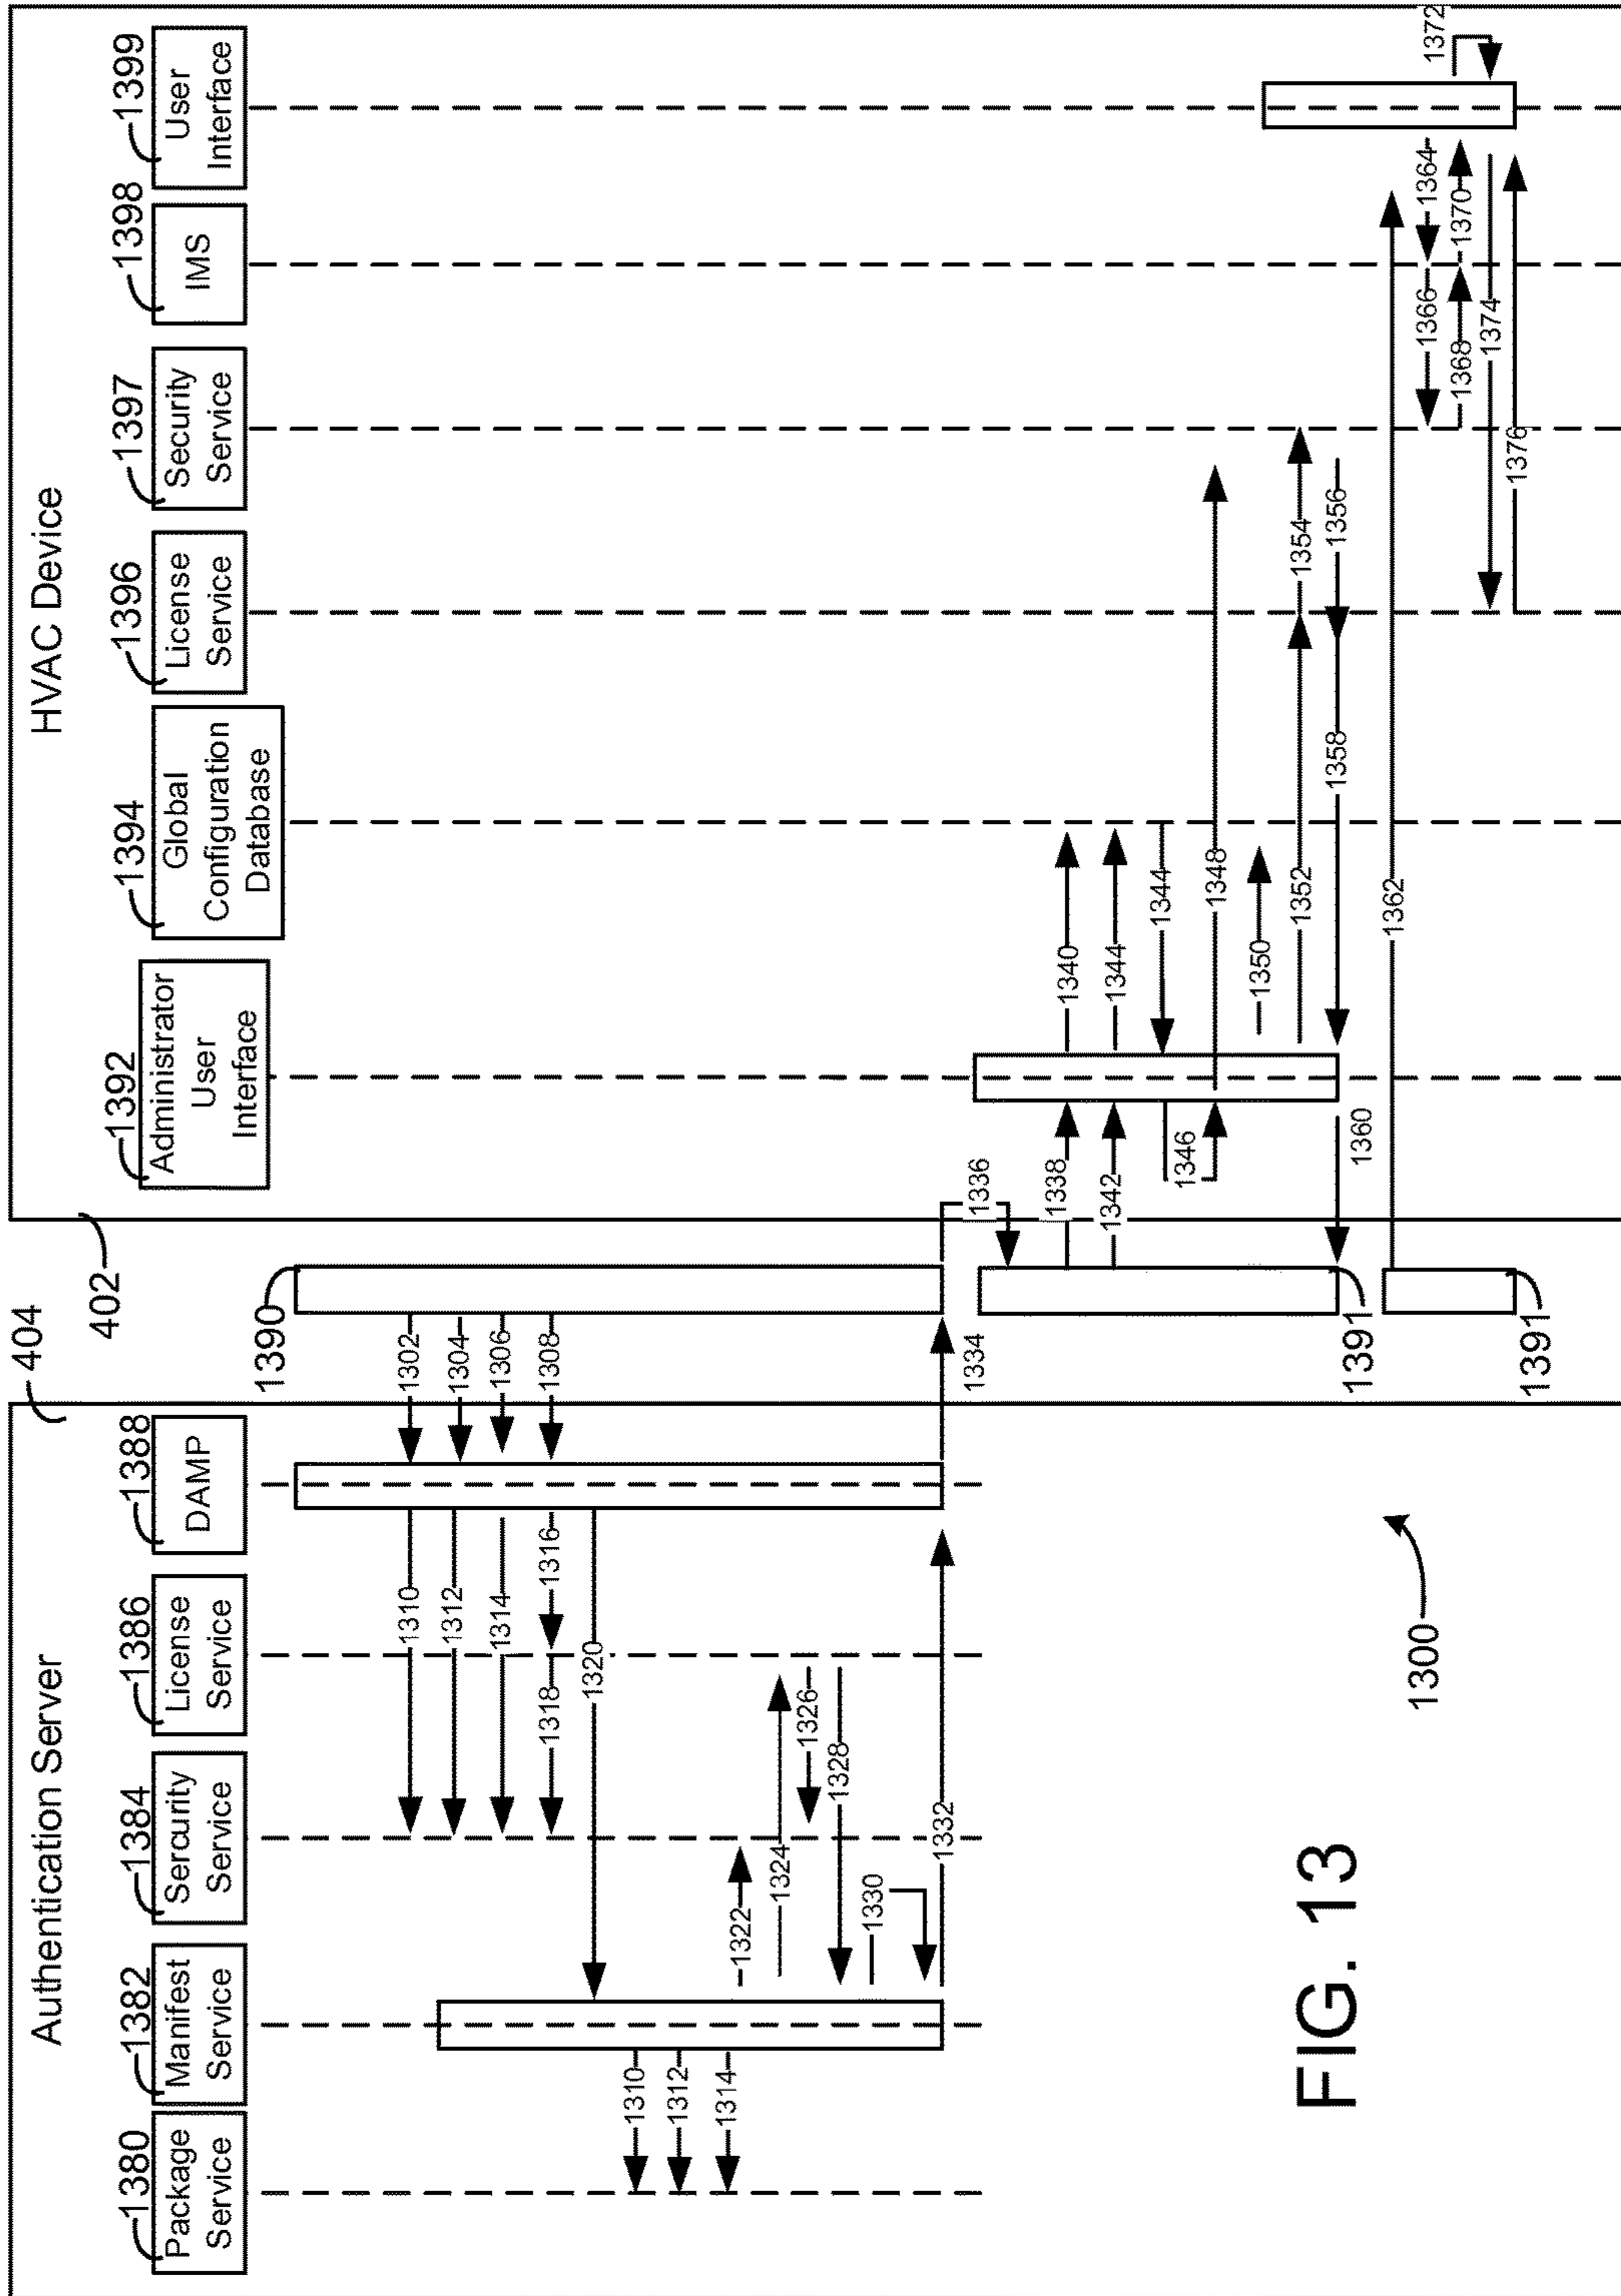 Authentication Server
404
HVAC Device
402
1380
Package
Service
1382
Manifest
Service
1384
Sercurity
Service
1386
License
Service
1388
DAMP
1390
1392
Administrator
User
Interface
1394
Global
Configuration
Database
1396
License
Service
1397
Security
Service
1398
IMS
1399
User
Interface
1302
1304
1306
1308
1310
1312
1314
1316
1318
1320
1310
1312
1314
1322
1324
1326
1328
1330
1332
1334
1336
1338
1340
1342
1344
1344
1346
1348
1350
1352
1354
1356
1358
1360
1391
1362
1364
1366
1368
1370
1372
1374
1376
1391
1300
FIG. 13